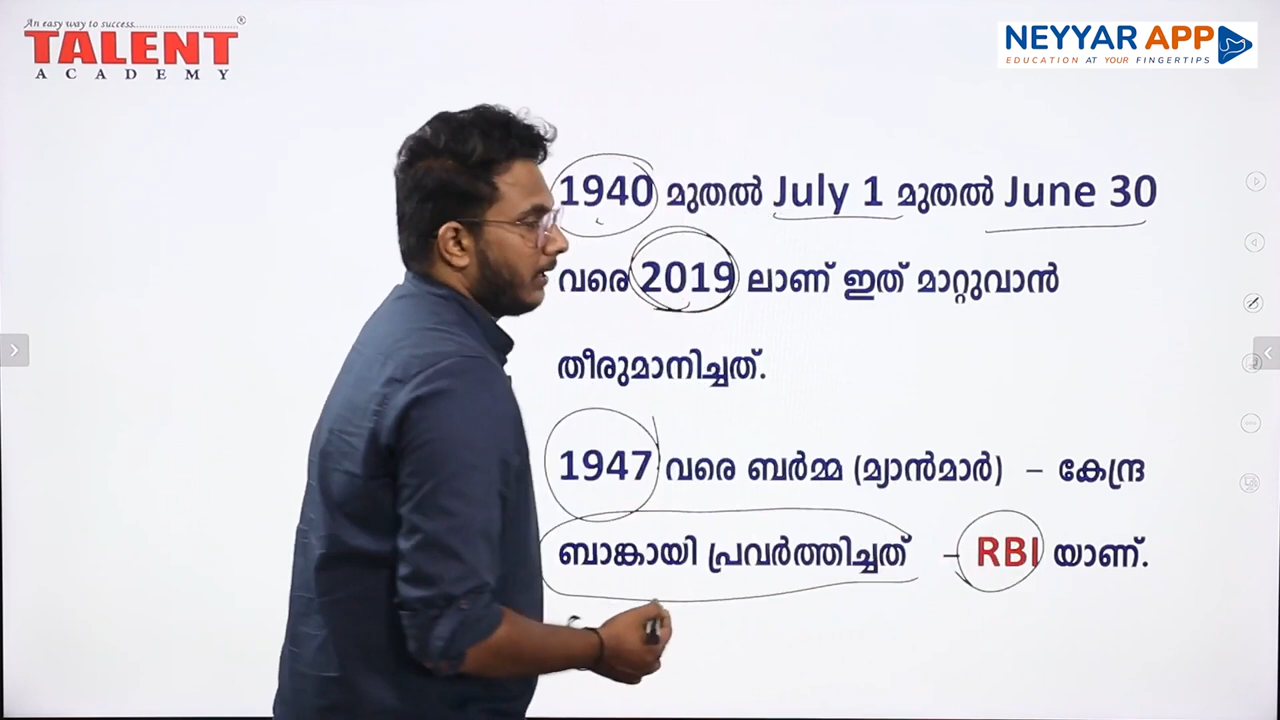 An easy way to success
TALENT
ACADEMY
NEYYAR APP
EDUCATION AT YOUR FINGERTIPS
1940 മുതൽ July 1 മുതൽ June 30
വരെ 2019 ലാണ് ഇത് മാറ്റുവാൻ
തീരുമാനിച്ചത്.
1947 വരെ ബർമ്മ (മ്യാൻമാർ) – കേന്ദ്ര
ബാങ്കായി പ്രവർത്തിച്ചത് – RBI യാണ്.